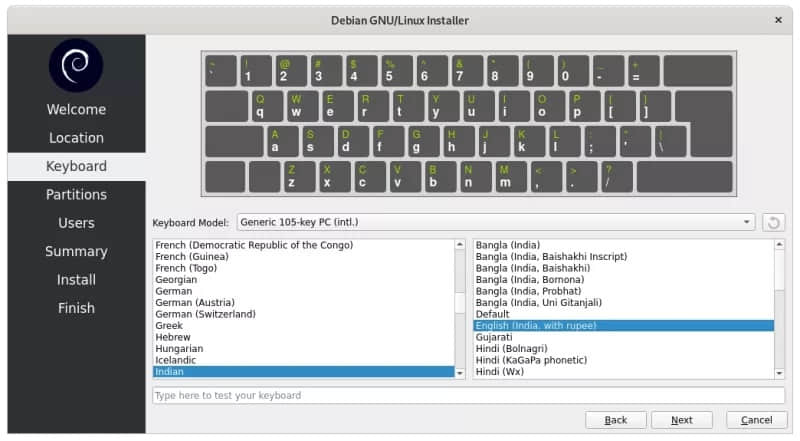 Debian GNU/Linux Installer
×
Welcome
Location
Keyboard
Partitions
Users
Summary
Install
Finish
~ ! @ # $ % ^ & * ( ) _ +
` 1 2 3 4 5 6 7 8 9 0 - =
Q W E R T Y U I O P { }
q w e r t y u i o p [ ]
A S D F G H J K L : " |
a s d f g h j k l ; ' \
Z X C V B N M < > ?
z x c v b n m , . /
Keyboard Model: Generic 105-key PC (intl.)
French (Democratic Republic of the Congo)
French (Guinea)
French (Togo)
Georgian
German
German (Austria)
German (Switzerland)
Greek
Hebrew
Hungarian
Icelandic
Indian
Bangla (India)
Bangla (India, Baishakhi Inscript)
Bangla (India, Baishakhi)
Bangla (India, Bornona)
Bangla (India, Probhat)
Bangla (India, Uni Gitanjali)
Default
English (India, with rupee)
Gujarati
Hindi (Bolnagri)
Hindi (KaGaPa phonetic)
Hindi (Wx)
Type here to test your keyboard
Back Next Cancel